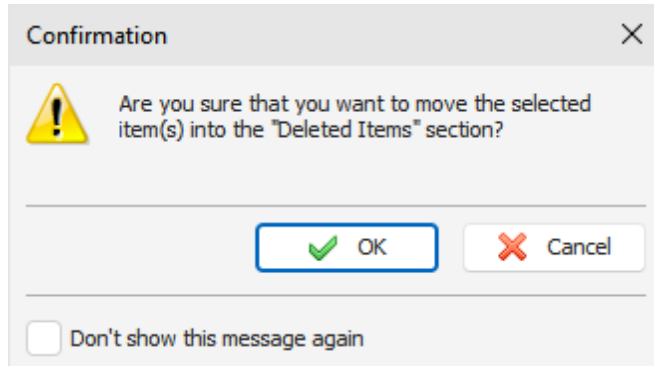 Confirmation
Are you sure that you want to move the selected
item(s) into the "Deleted Items" section?
OK
Cancel
Don't show this message again